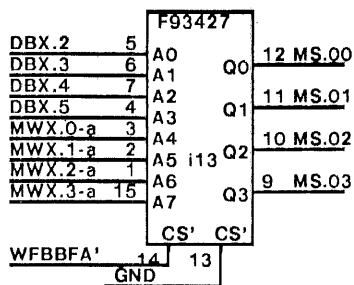 F93427
DBX.2 5 A0
DBX.3 6 A1
DBX.4 7 A2
DBX.5 4 A3
MWX.0-a 3 A4
MWX.1-a 2 A5
MWX.2-a 1 A6
MWX.3-a 15 A7
i13
Q0 12 MS.00
Q1 11 MS.01
Q2 10 MS.02
Q3 9 MS.03
CS' CS'
WFBBFA' 14 13
GND